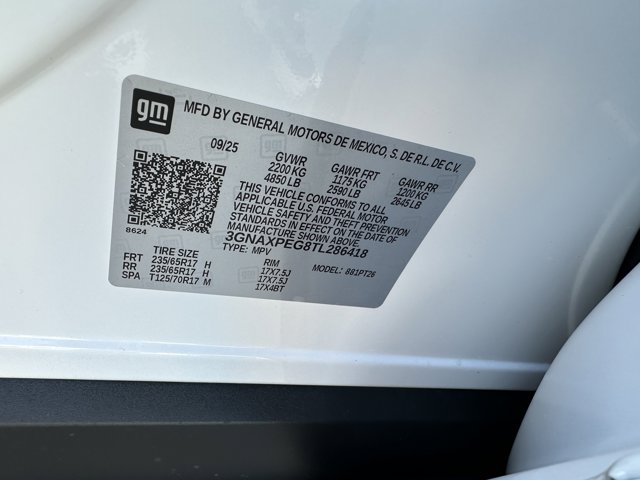 gm
MFD BY GENERAL MOTORS DE MEXICO, S. DE R.L. DE C.V.
09/25 GVWR GAWR FRT GAWR RR
2200 KG 1175 KG 1200 KG
4850 LB 2590 LB 2645 LB
THIS VEHICLE CONFORMS TO ALL
APPLICABLE U.S. FEDERAL MOTOR
VEHICLE SAFETY AND THEFT PREVENTION
STANDARDS IN EFFECT ON THE DATE OF
MANUFACTURE SHOWN ABOVE.
8624
3GNAXPEG8TL286418
TYPE: MPV
TIRE SIZE RIM MODEL: 881PT26
FRT 235/65R17 H 17X7.5J
RR 235/65R17 H 17X7.5J
SPA T125/70R17 M 17X4BT